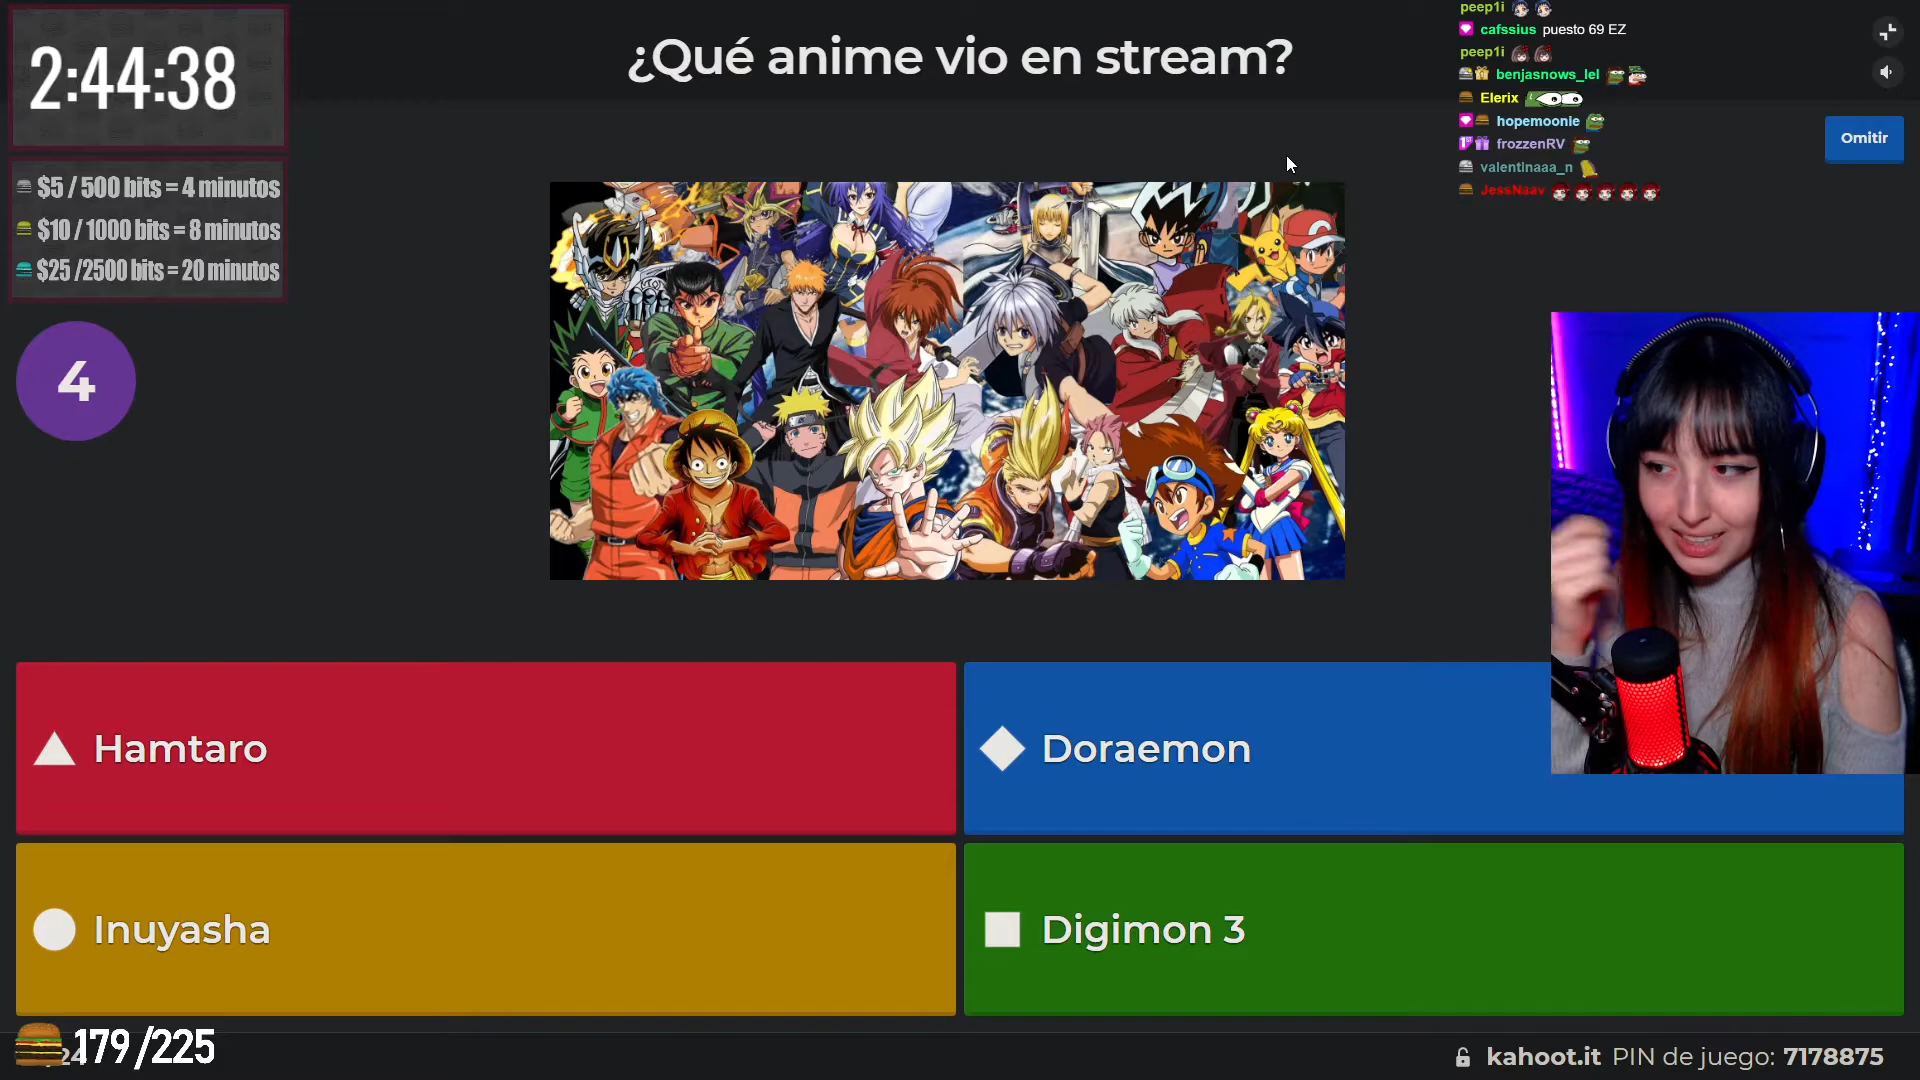 2:44:38
$5 / 500 bits = 4 minutos
$10 / 1000 bits = 8 minutos
$25 /2500 bits = 20 minutos
4
¿Qué anime vio en stream?
peep1i
cafssius puesto 69 EZ
peep1i
benjasnows_lel
Elerix
hopemoonie
frozzenRV
valentinaaa_n
JessNaav
Omitir
Hamtaro
Doraemon
Inuyasha
Digimon 3
179/225
kahoot.it PIN de juego: 7178875